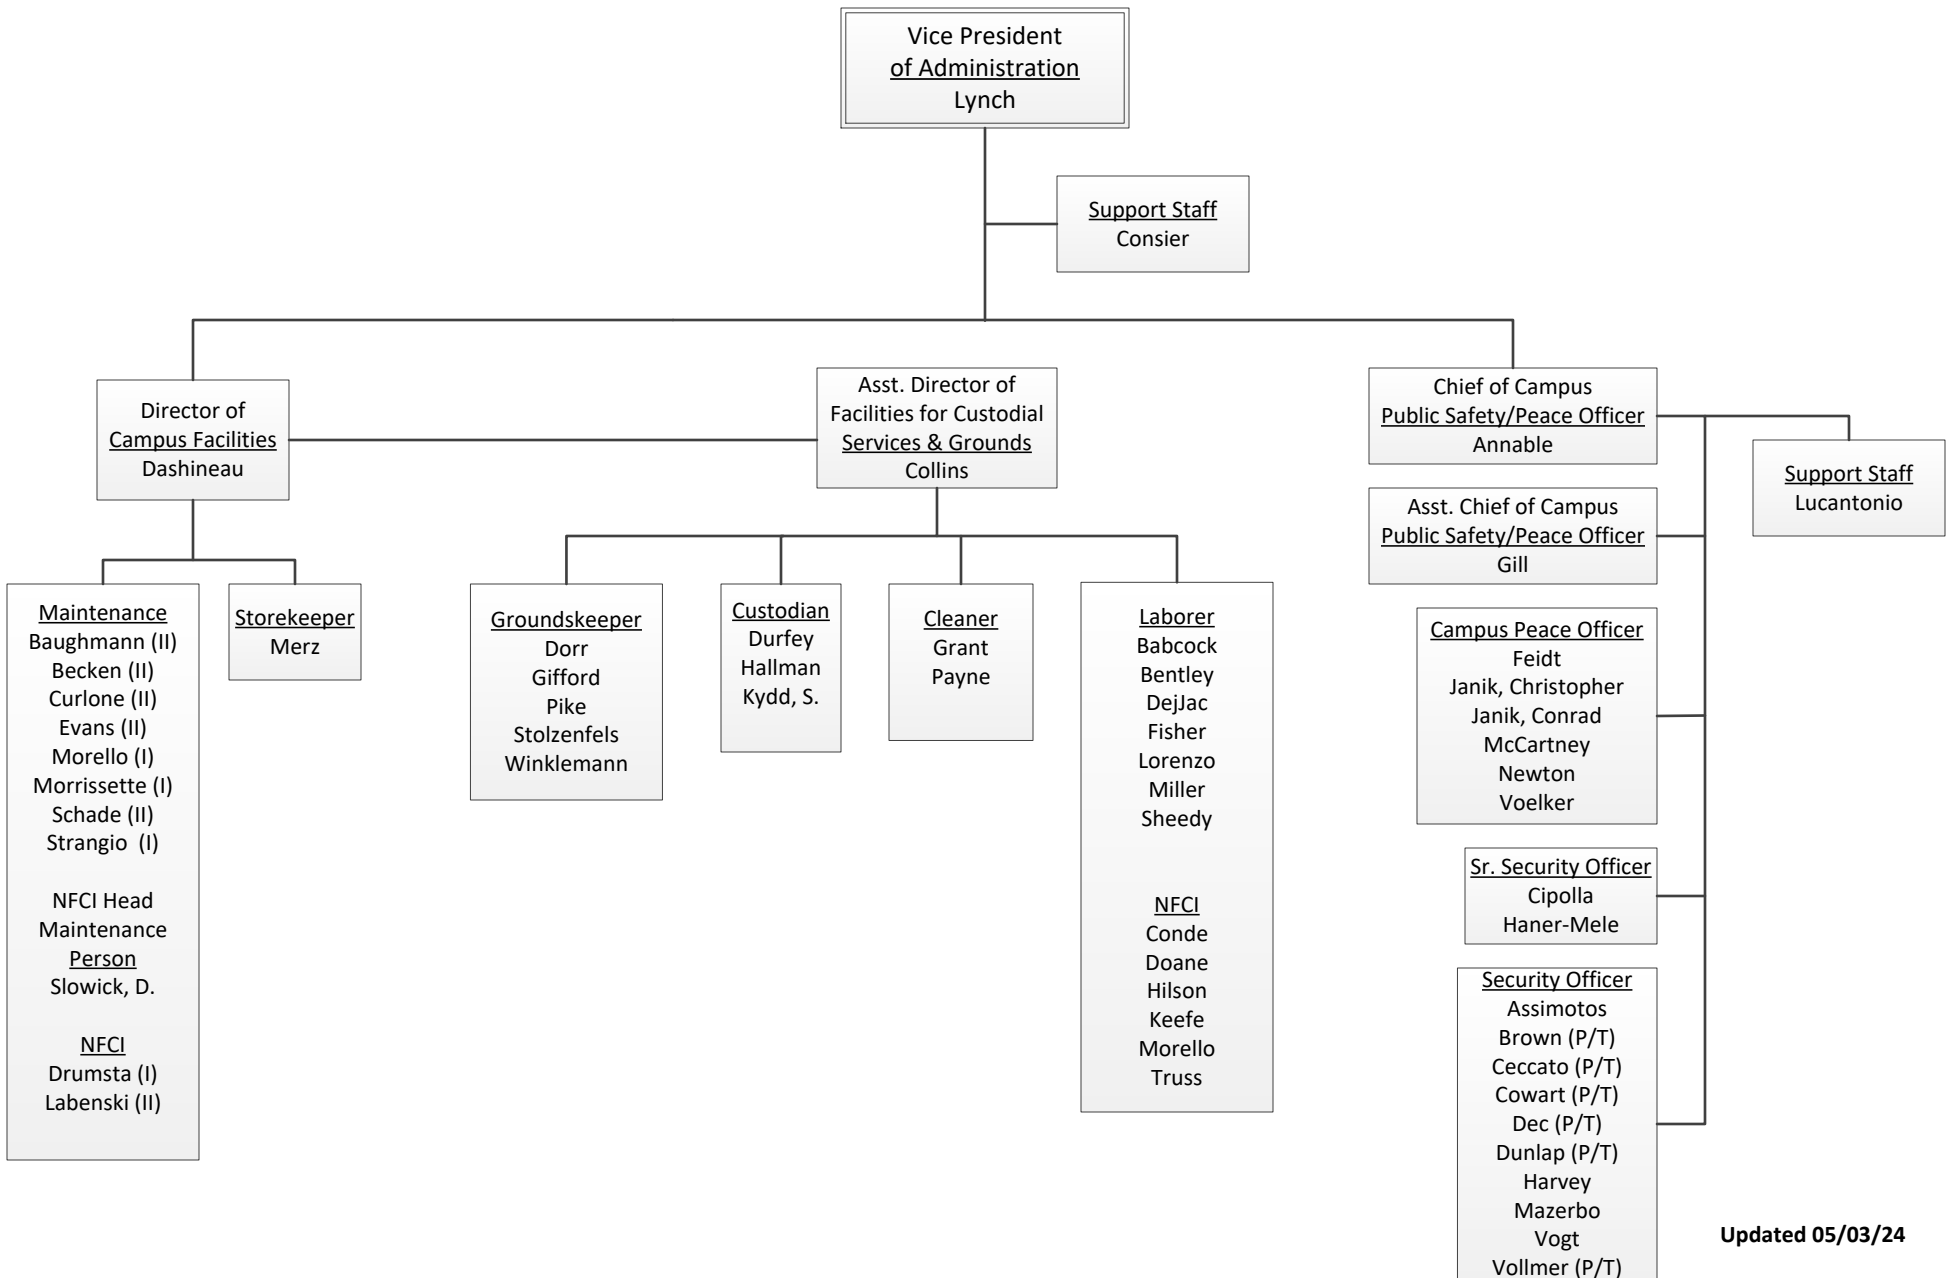 Vice President
of Administration
Lynch
Support Staff
Consier
Director of
Campus Facilities
Dashineau
Asst. Director of
Facilities for Custodial
Services & Grounds
Collins
Chief of Campus
Public Safety/Peace Officer
Annable
Support Staff
Lucantonio
Asst. Chief of Campus
Public Safety/Peace Officer
Gill
Maintenance
Baughmann (II)
Becken (II)
Curlone (II)
Evans (II)
Morello (I)
Morrissette (I)
Schade (II)
Strangio  (I)
NFCI Head
Maintenance
Person
Slowick, D.
NFCI
Drumsta (I)
Labenski (II)
Storekeeper
Merz
Groundskeeper
Dorr
Gifford
Pike
Stolzenfels
Winklemann
Custodian
Durfey
Hallman
Kydd, S.
Cleaner
Grant
Payne
Laborer
Babcock
Bentley
DejJac
Fisher
Lorenzo
Miller
Sheedy
NFCI
Conde
Doane
Hilson
Keefe
Morello
Truss
Campus Peace Officer
Feidt
Janik, Christopher
Janik, Conrad
McCartney
Newton
Voelker
Sr. Security Officer
Cipolla
Haner-Mele
Security Officer
Assimotos
Brown (P/T)
Ceccato (P/T)
Cowart (P/T)
Dec (P/T)
Dunlap (P/T)
Harvey
Mazerbo
Vogt
Vollmer (P/T)
Updated 05/03/24